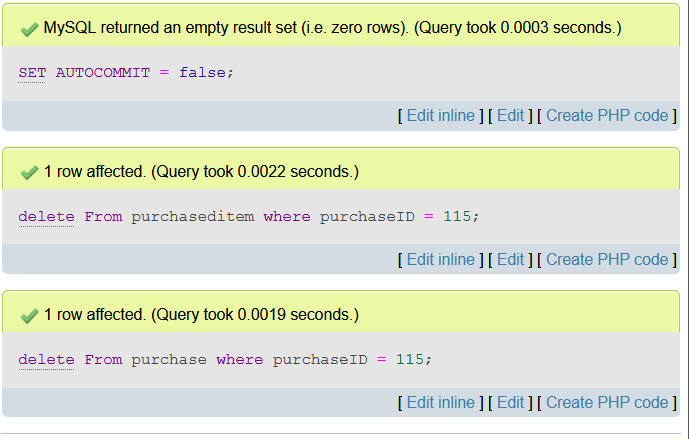 MySQL returned an empty result set (i.e. zero rows). (Query took 0.0003 seconds.)
SET AUTOCOMMIT = false;
[ Edit inline ] [ Edit ] [ Create PHP code ]
1 row affected. (Query took 0.0022 seconds.)
delete From purchaseditem where purchaseID = 115;
[ Edit inline ] [ Edit ] [ Create PHP code ]
1 row affected. (Query took 0.0019 seconds.)
delete From purchase where purchaseID = 115;
[ Edit inline ] [ Edit ] [ Create PHP code ]